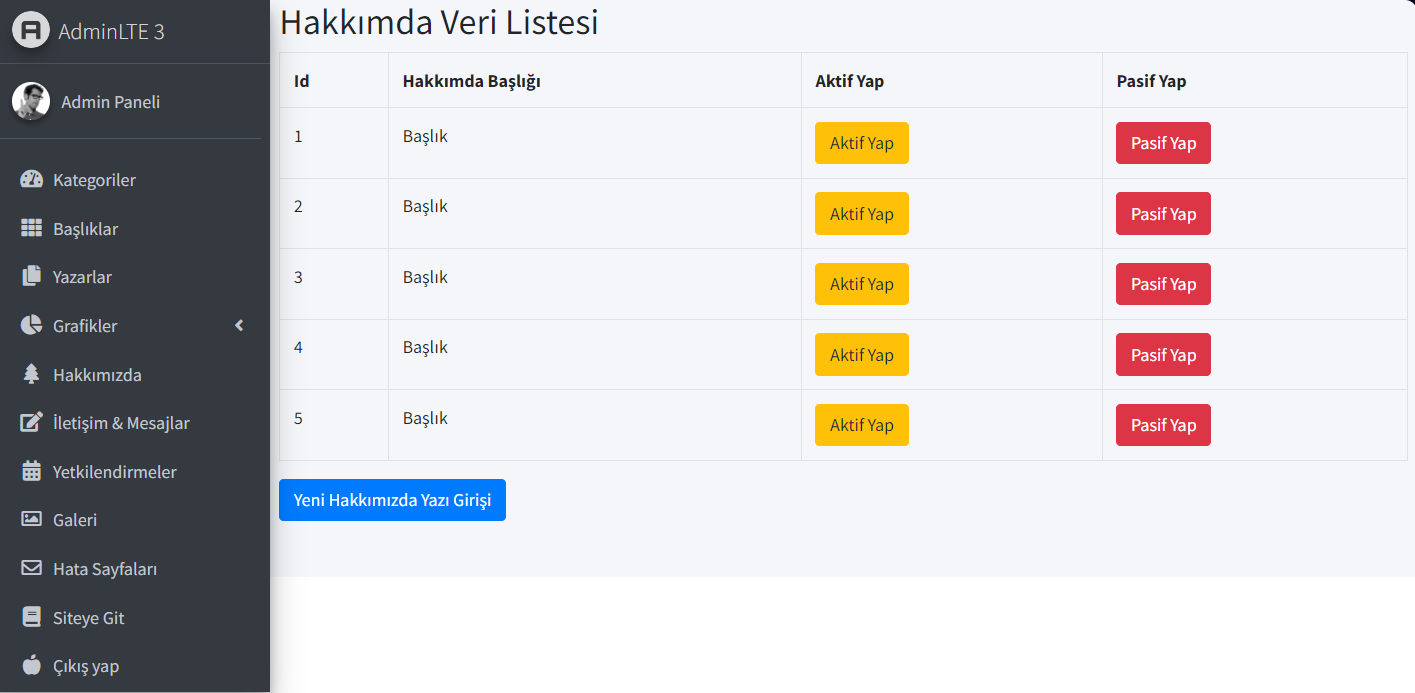 AdminLTE 3
Admin Paneli
Kategoriler
Başlıklar
Yazarlar
Grafikler
Hakkımızda
İletişim & Mesajlar
Yetkilendirmeler
Galeri
Hata Sayfaları
Siteye Git
Çıkış yap
Hakkımda Veri Listesi
Id Hakkımda Başlığı Aktif Yap Pasif Yap
1 Başlık Aktif Yap Pasif Yap
2 Başlık Aktif Yap Pasif Yap
3 Başlık Aktif Yap Pasif Yap
4 Başlık Aktif Yap Pasif Yap
5 Başlık Aktif Yap Pasif Yap
Yeni Hakkımızda Yazı Girişi